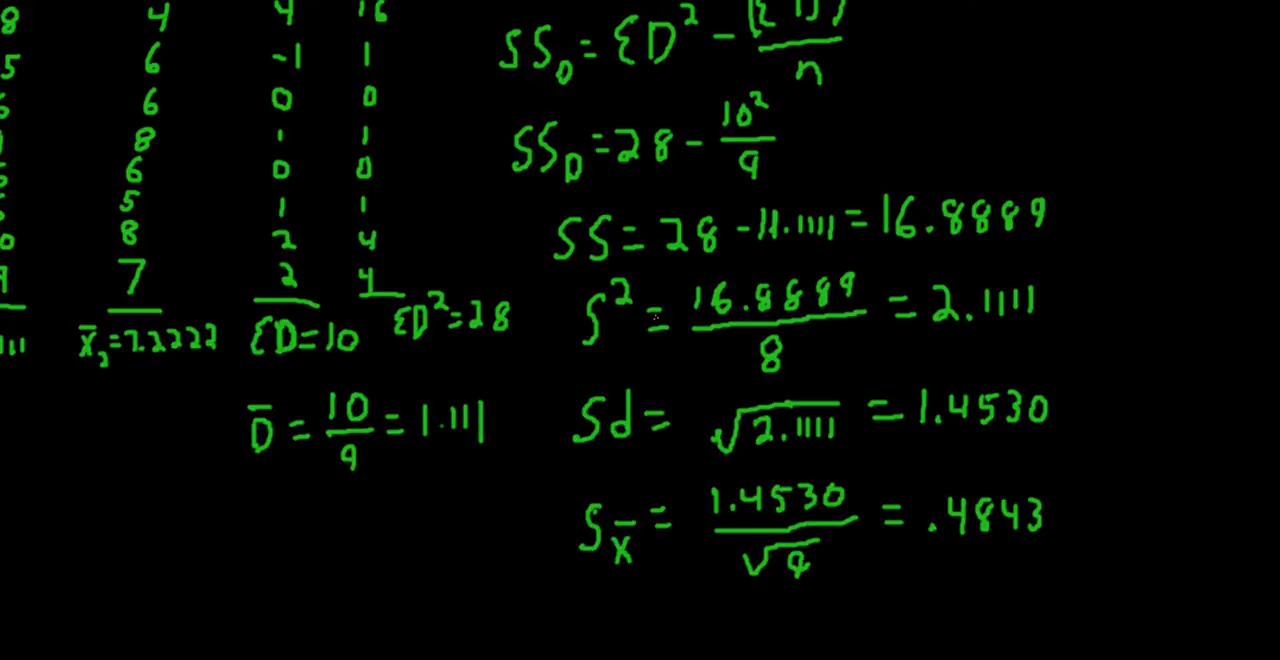 8 4 4 16
5 6 -1 1
6 0 0
8 1 1
6 0 0
5 1 1
0 8 2 4
7 2 4
X̄₂=7.2222 ΣD=10 ΣD²=28
D̄ = 10/9 = 1.111
SS_D = ΣD² - (ΣD)/n
SS_D = 28 - 10²/9
SS = 28 - 11.1111 = 16.8889
S² = 16.8889/8 = 2.1111
Sd = √2.1111 = 1.4530
S_X̄ = 1.4530/√9 = .4843